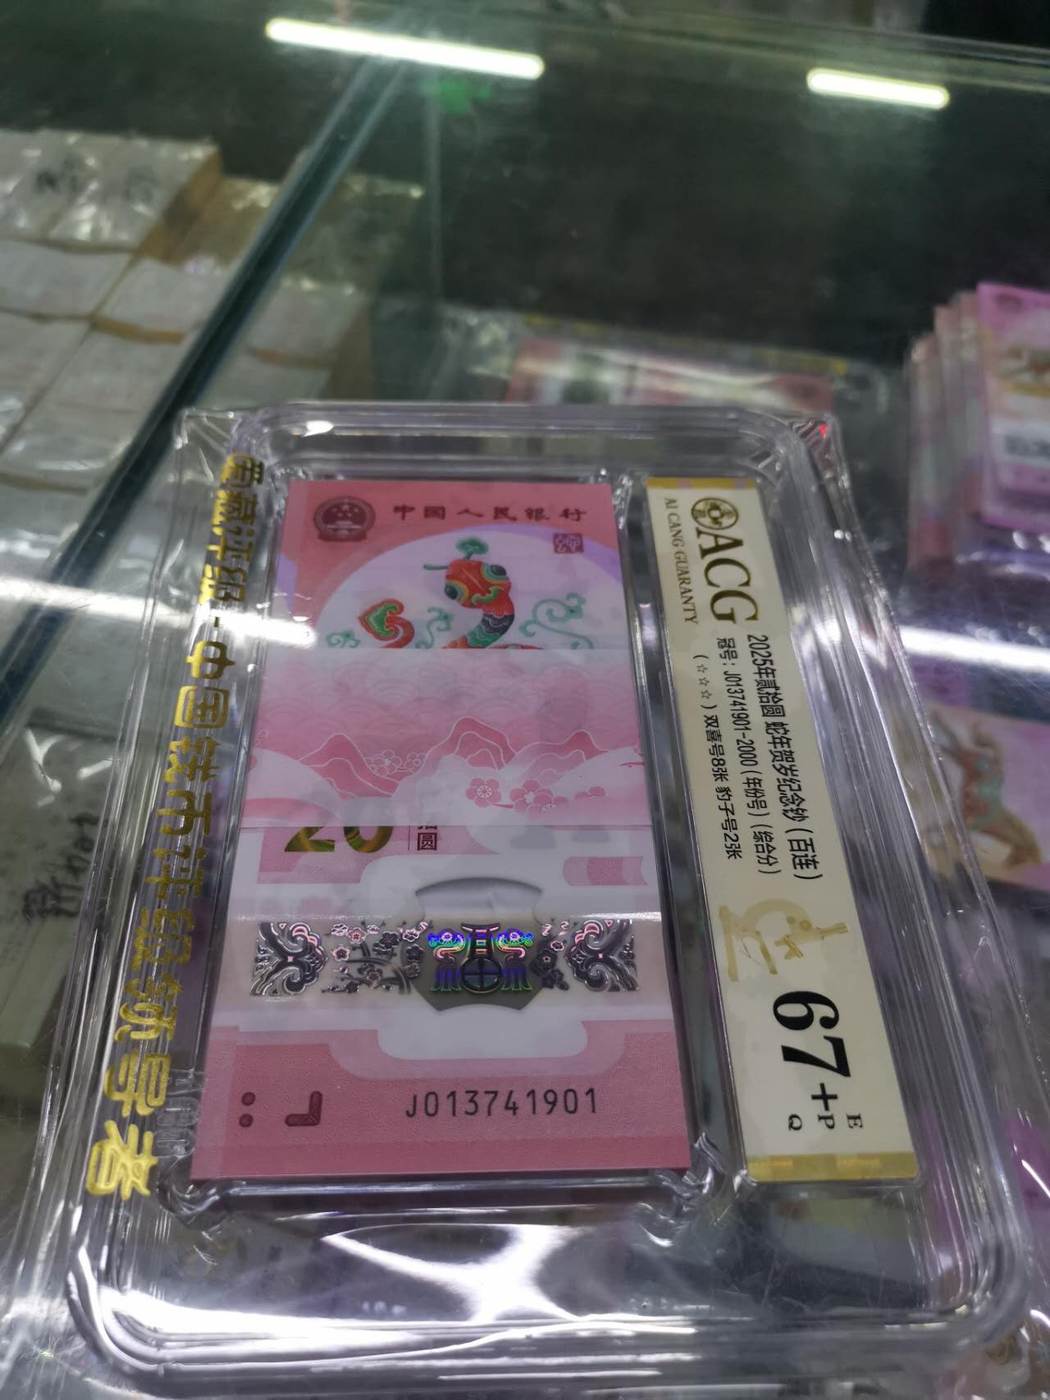 中国人民银行
20
圆
J013741901
ACG
AI CANG GUARANTY
2025年贰拾圆 蛇年贺岁纪念钞（百连）
冠号：J013741901-2000（年份号）（综合分）
（☆☆☆）双喜号8张 豹子号2张
67+
E
P
Q
爱藏评级-中国钱币评级领导者